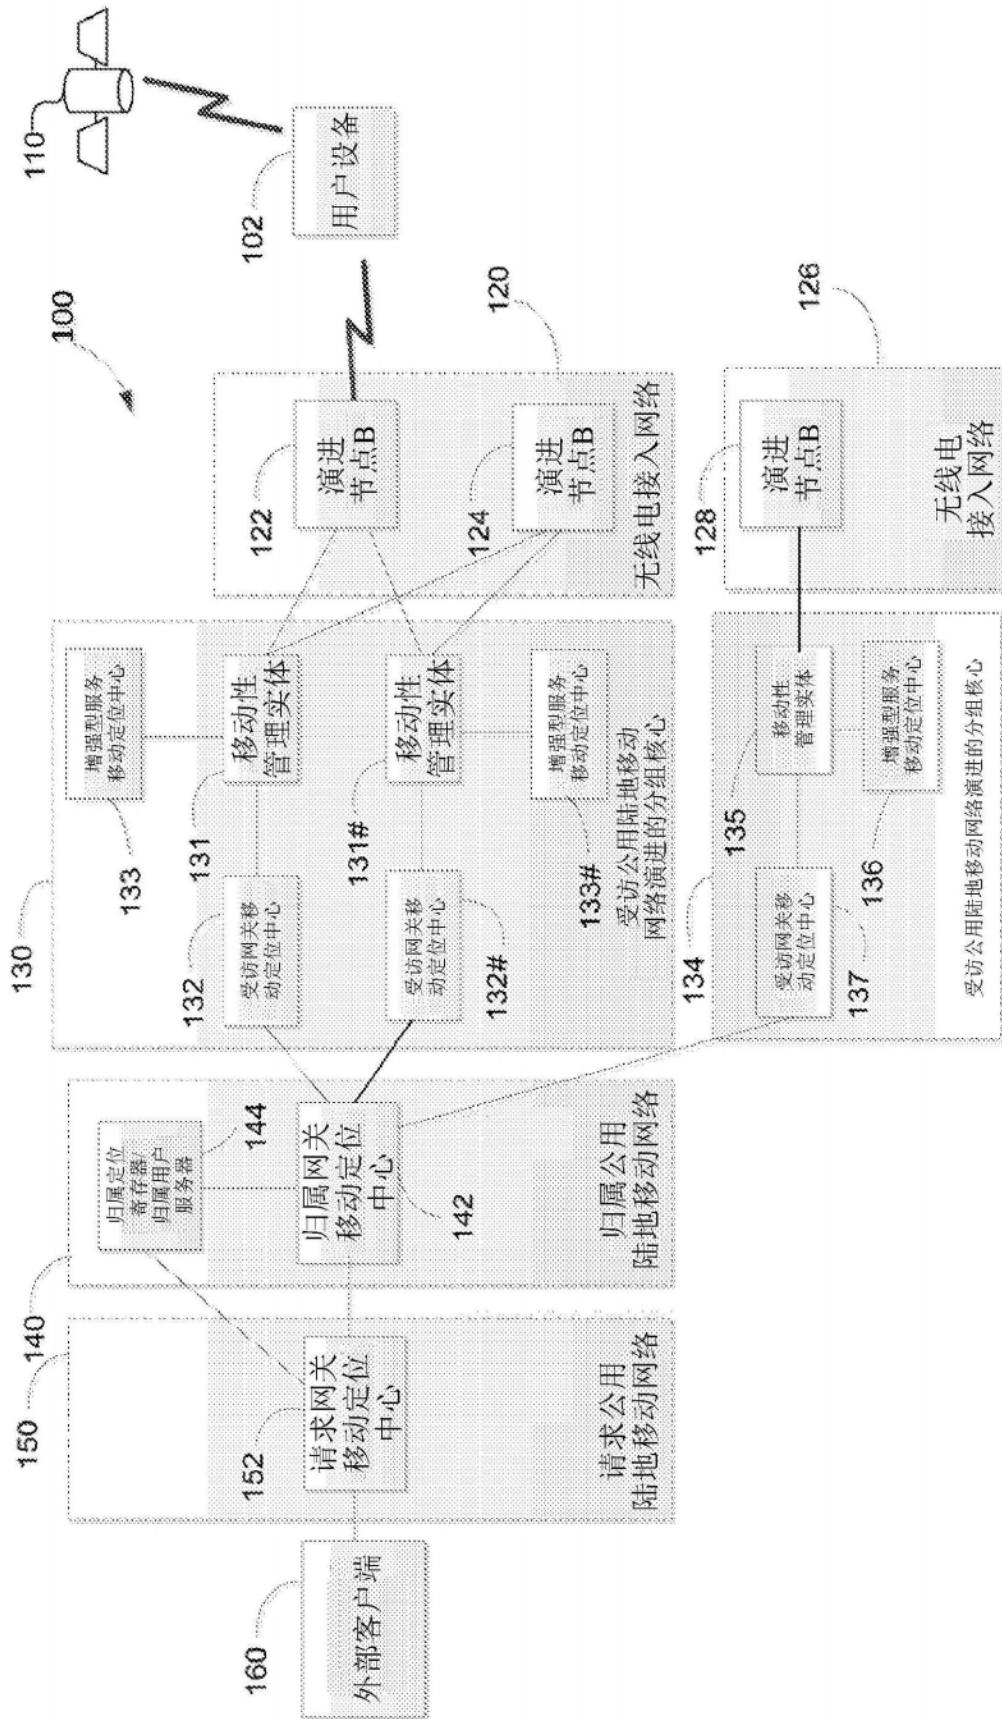 100
110
用户设备
102
120
演进
节点B
122
演进
节点B
124
无线电接入网络
126
演进
节点B
128
无线电
接入网络
130
增强型服务
移动定位中心
133
移动性
管理实体
131
受访网关移
动定位中心
132
移动性
管理实体
131#
受访网关移
动定位中心
132#
增强型服务
移动定位中心
133#
受访公用陆地移动
网络演进的分组核心
134
移动性
管理实体
135
增强型服务
移动定位中心
136
受访网关移
动定位中心
137
受访公用陆地移动网络演进的分组核心
140
归属定位
寄存器/
归属用户
服务器
144
归属网关
移动定位
中心
142
归属公用
陆地移动网络
150
请求网关
移动定位
中心
152
请求公用
陆地移动网络
外部客户端
160